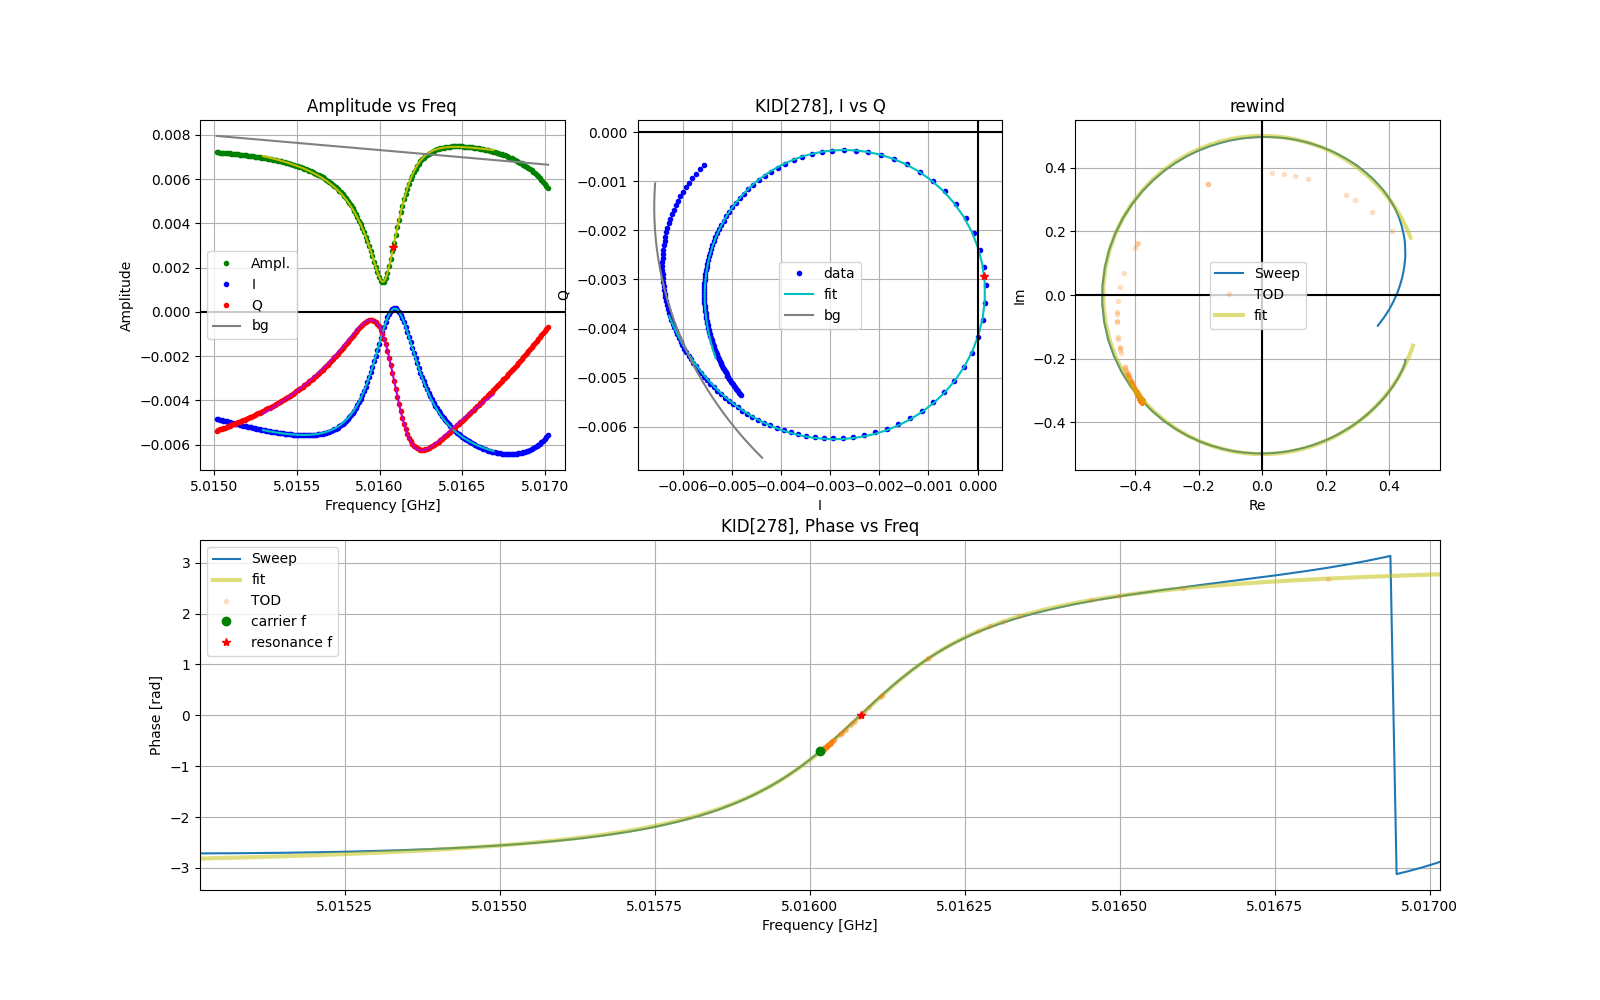 Amplitude vs Freq
0.008
0.006
0.004
0.002
0.000
−0.002
−0.004
−0.006
Amplitude
Ampl.
I
Q
bg
5.0150 5.0155 5.0160 5.0165 5.0170
Frequency [GHz]
KID[278], I vs Q
0.000
−0.001
−0.002
−0.003
−0.004
−0.005
−0.006
Q
data
fit
bg
−0.006 −0.005 −0.004 −0.003 −0.002 −0.001 0.000
I
rewind
0.4
0.2
0.0
−0.2
−0.4
Im
Sweep
TOD
fit
−0.4 −0.2 0.0 0.2 0.4
Re
KID[278], Phase vs Freq
3
2
1
0
−1
−2
−3
Phase [rad]
Sweep
fit
TOD
carrier f
resonance f
5.01525 5.01550 5.01575 5.01600 5.01625 5.01650 5.01675 5.01700
Frequency [GHz]